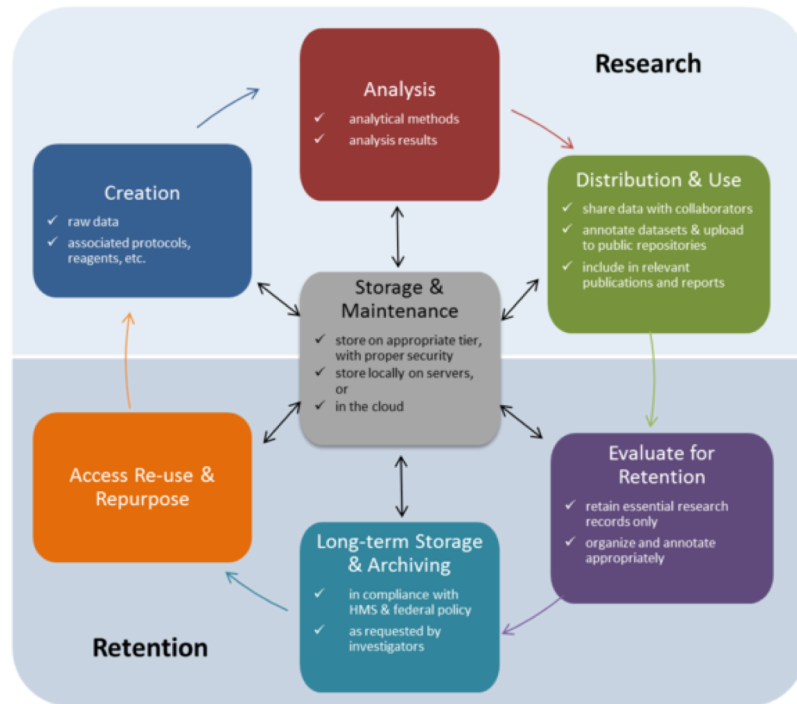 Research
Analysis
✓ analytical methods
✓ analysis results
Creation
✓ raw data
✓ associated protocols,
reagents, etc.
Distribution & Use
✓ share data with collaborators
✓ annotate datasets & upload
to public repositories
✓ include in relevant
publications and reports
Storage &
Maintenance
✓ store on appropriate tier,
with proper security
✓ store locally on servers,
or
✓ in the cloud
Access Re-use &
Repurpose
Evaluate for
Retention
✓ retain essential research
records only
✓ organize and annotate
appropriately
Long-term Storage
& Archiving
✓ in compliance with
HMS & federal policy
✓ as requested by
investigators
Retention